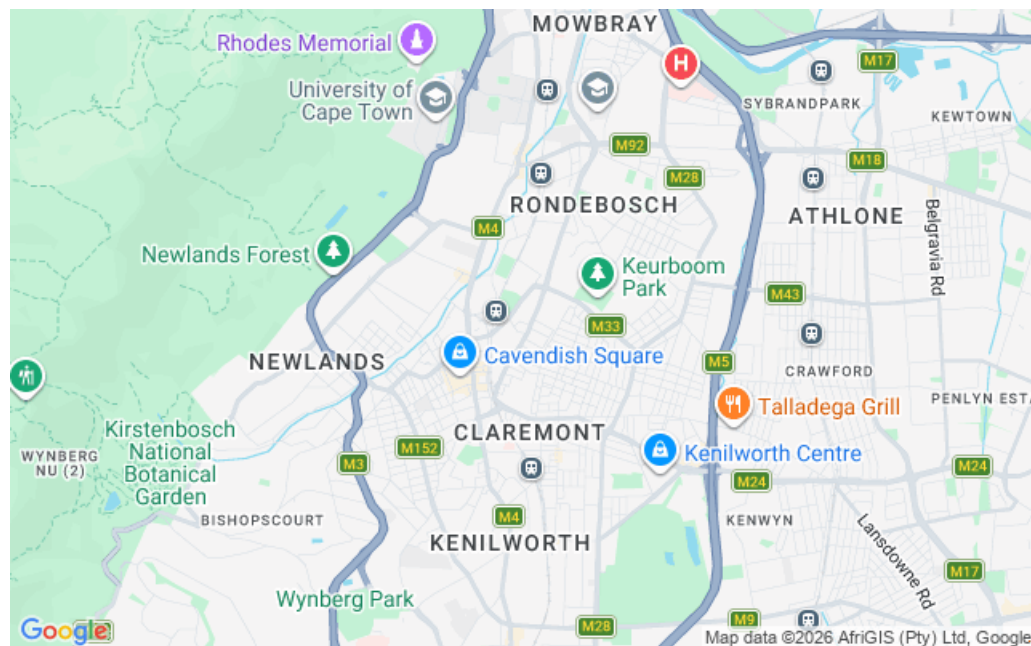 MOWBRAY
Rhodes Memorial
H
M17
University of
Cape Town
SYBRANDPARK
KEWTOWN
M92
M18
M28
RONDEBOSCH
ATHLONE
Belgravia Rd
M4
Newlands Forest
Keurboom
Park
M43
M33
NEWLANDS
Cavendish Square
M5
CRAWFORD
Talladega Grill
PENLYN ESTA
Kirstenbosch
National
Botanical
Garden
CLAREMONT
M152
M3
Kenilworth Centre
WYNBERG
NU (2)
M24
M24
BISHOPSCOURT
M4
KENWYN
Lansdowne Rd
KENILWORTH
M17
Wynberg Park
Google
M28
M9
Map data ©2026 AfriGIS (Pty) Ltd, Google